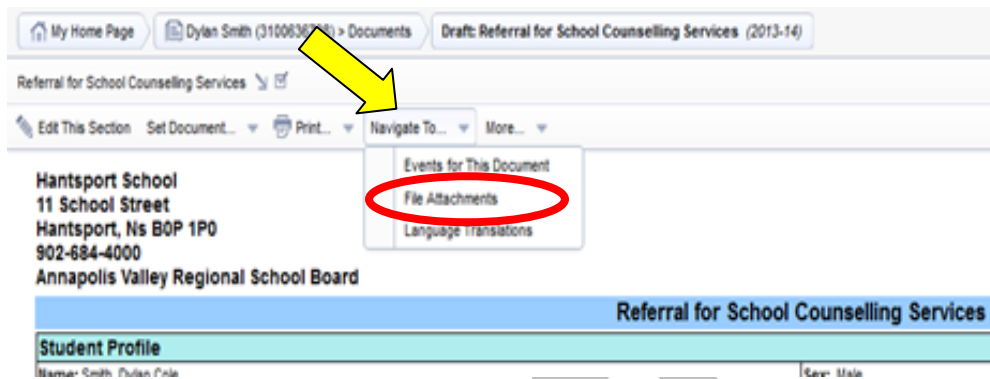 My Home Page Dylan Smith (3100636 ) > Documents Draft: Referral for School Counselling Services (2013-14)
Referral for School Counselling Services
Edit This Section Set Document... Print... Navigate To... More...
Events for This Document
File Attachments
Language Translations
Hantsport School
11 School Street
Hantsport, Ns B0P 1P0
902-684-4000
Annapolis Valley Regional School Board
Referral for School Counselling Services
Student Profile
Name: Smith, Dylan Cole Sex: Male